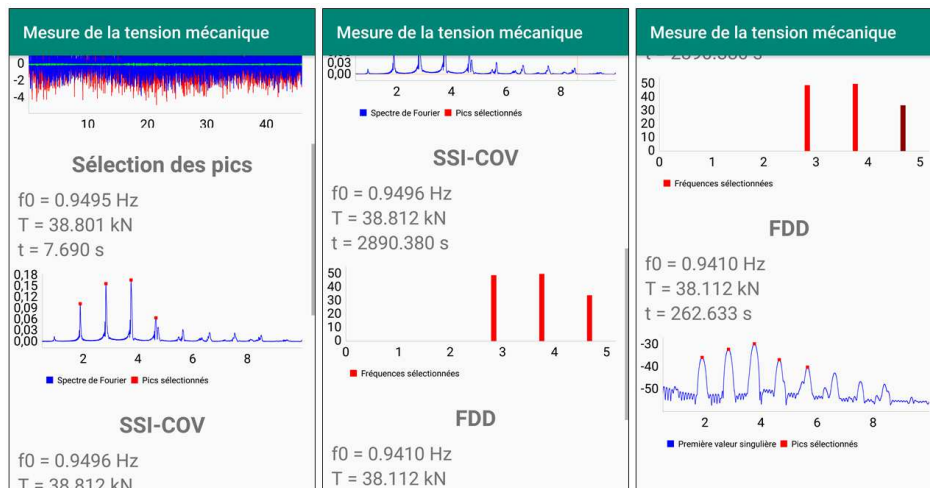 Mesure de la tension mécanique
0
-2
-4
10 20 30 40
Sélection des pics
f0 = 0.9495 Hz
T = 38.801 kN
t = 7.690 s
0,18
0,15
0,12
0,09
0,06
0,03
0,00
2 4 6 8
Spectre de Fourier Pics sélectionnés
SSI-COV
f0 = 0.9496 Hz
T = 38.812 kN
Mesure de la tension mécanique
0,03
0,00
2 4 6 8
Spectre de Fourier Pics sélectionnés
SSI-COV
f0 = 0.9496 Hz
T = 38.812 kN
t = 2890.380 s
50
40
30
20
10
0
0 1 2 3 4 5
Fréquences sélectionnées
FDD
f0 = 0.9410 Hz
T = 38.112 kN
Mesure de la tension mécanique
t = 2890.380 s
50
40
30
20
10
0
0 1 2 3 4 5
Fréquences sélectionnées
FDD
f0 = 0.9410 Hz
T = 38.112 kN
t = 262.633 s
-30
-40
-50
2 4 6 8
Première valeur singulière Pics sélectionnés